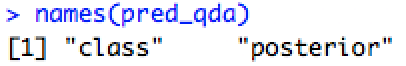 > names(pred_qda)
[1] "class"     "posterior"